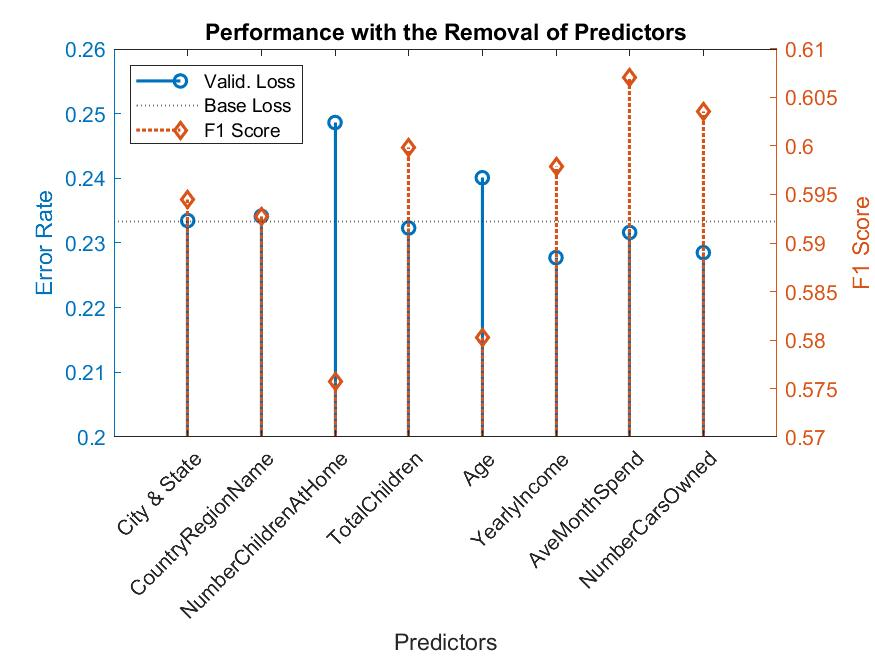 Performance with the Removal of Predictors
Valid. Loss
Base Loss
F1 Score
Error Rate
0.26
0.25
0.24
0.23
0.22
0.21
0.2
F1 Score
0.61
0.605
0.6
0.595
0.59
0.585
0.58
0.575
0.57
City & State
CountryRegionName
NumberChildrenAtHome
TotalChildren
Age
YearlyIncome
AveMonthSpend
NumberCarsOwned
Predictors